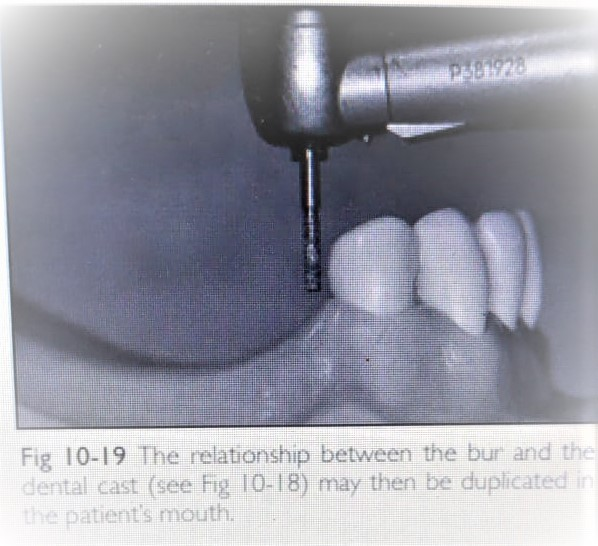 P381928
Fig 10-19 The relationship between the bur and the
dental cast (see Fig 10-18) may then be duplicated in
the patient's mouth.